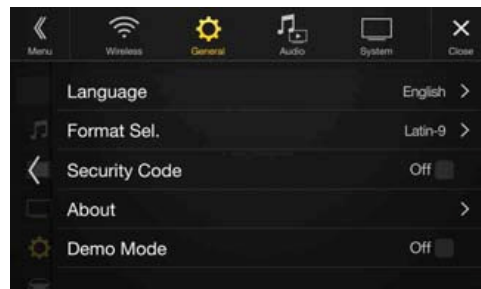 Menu Wireless General Audio System Close
Language English
Format Sel. Latin-9
Security Code Off
About
Demo Mode Off